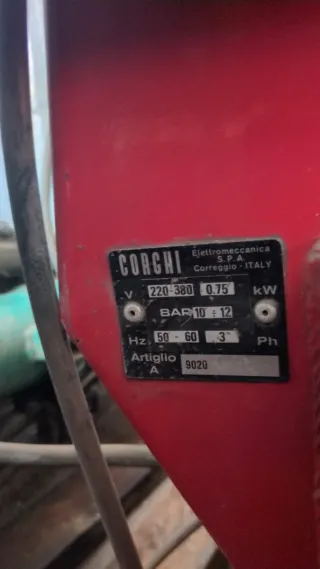 CORGHI Elettromeccanica
S.P.A.
Correggio - ITALY
V 220-380 0.75 kW
BAR 10 ÷ 12
Hz. 50 - 60 3~ Ph
Artiglio
A 9020